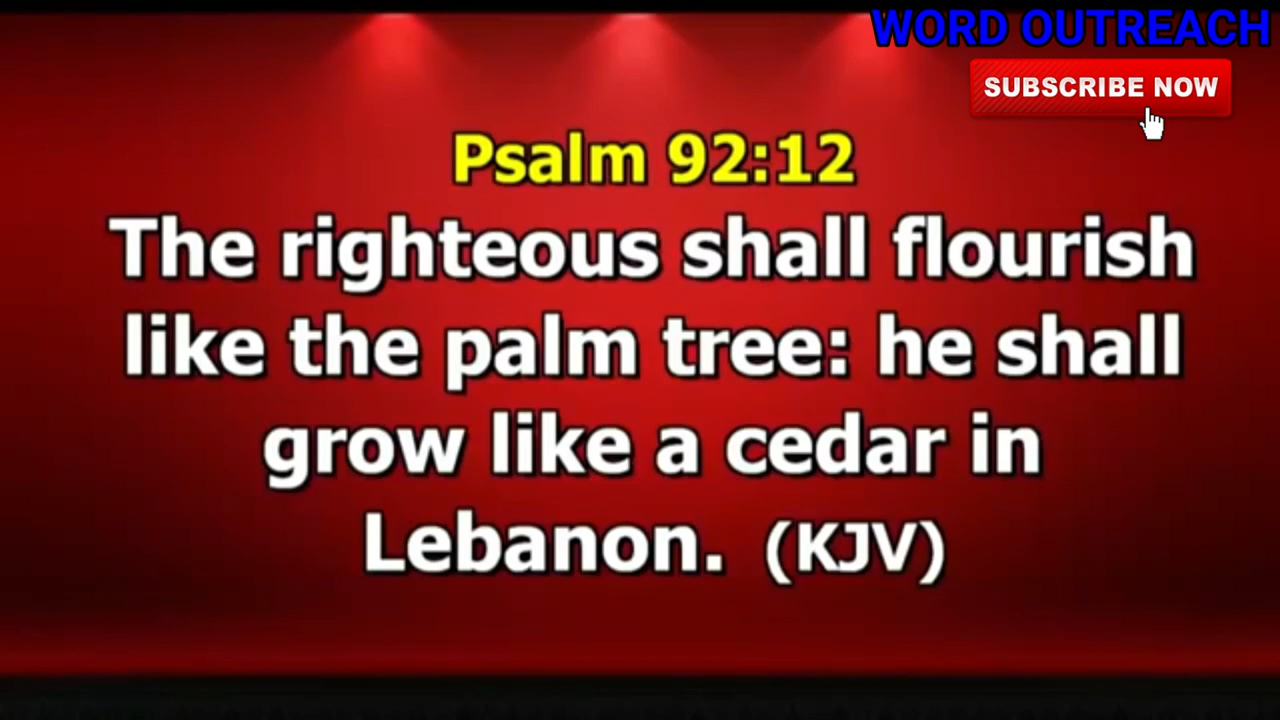 WORD OUTREACH
SUBSCRIBE NOW
Psalm 92:12
The righteous shall flourish
like the palm tree: he shall
grow like a cedar in
Lebanon. (KJV)